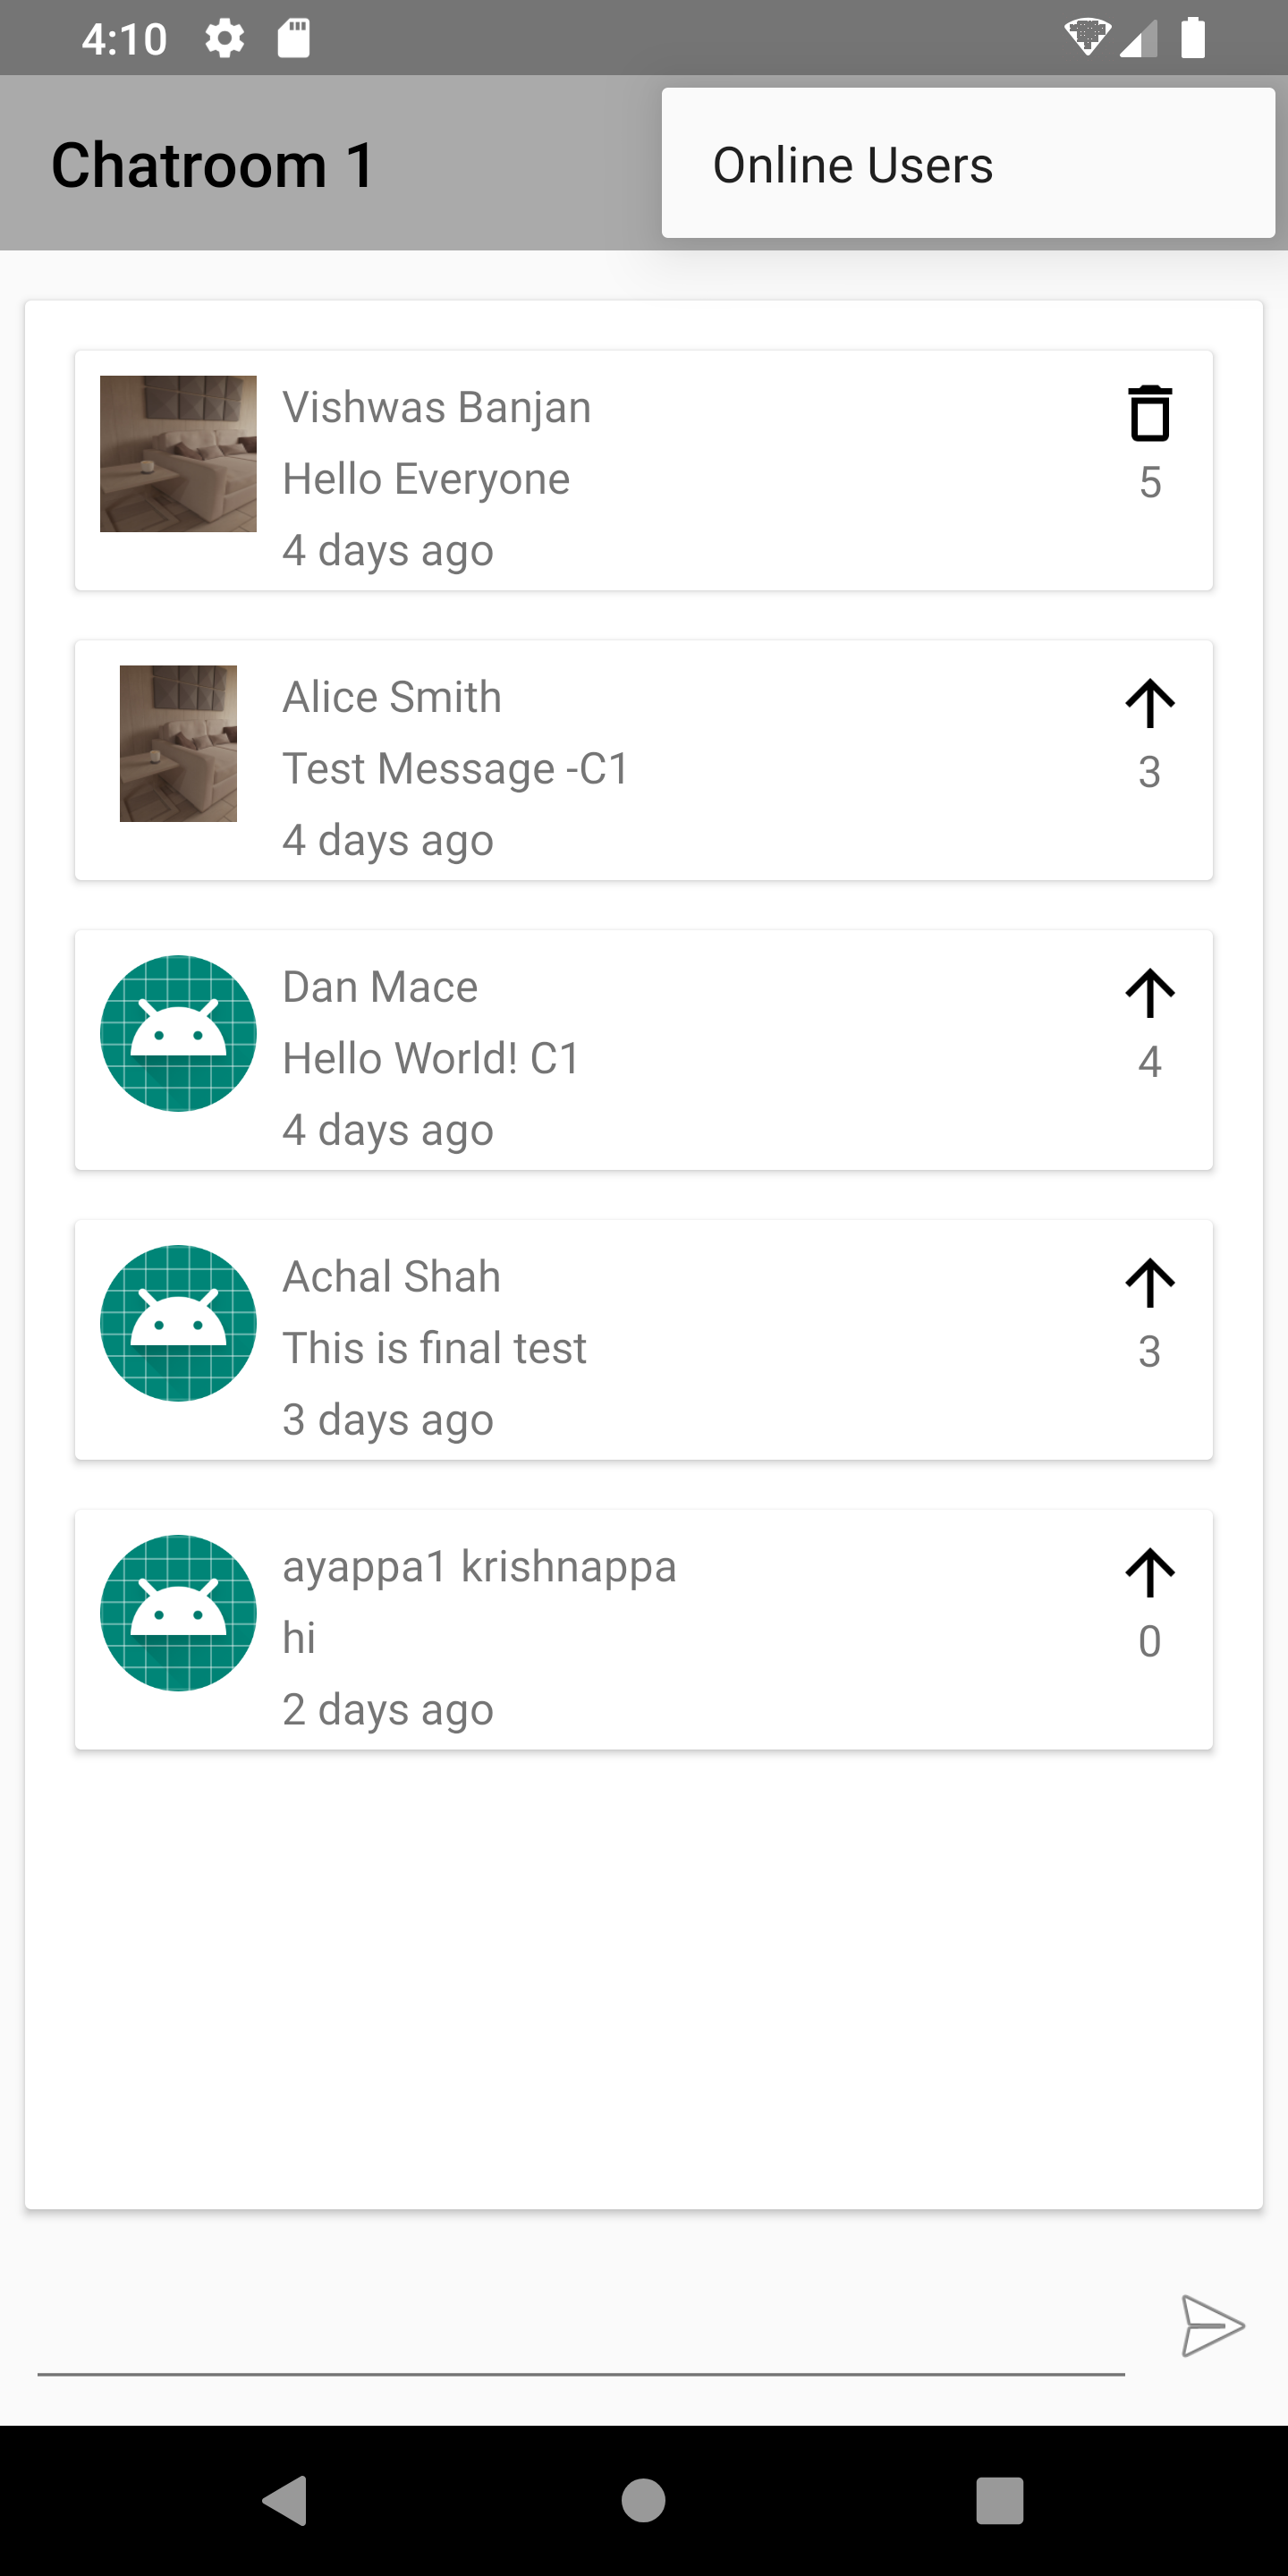 4:10
Chatroom 1
Online Users
Vishwas Banjan
Hello Everyone
4 days ago
5
Alice Smith
Test Message -C1
4 days ago
3
Dan Mace
Hello World! C1
4 days ago
4
Achal Shah
This is final test
3 days ago
3
ayappa1 krishnappa
hi
2 days ago
0